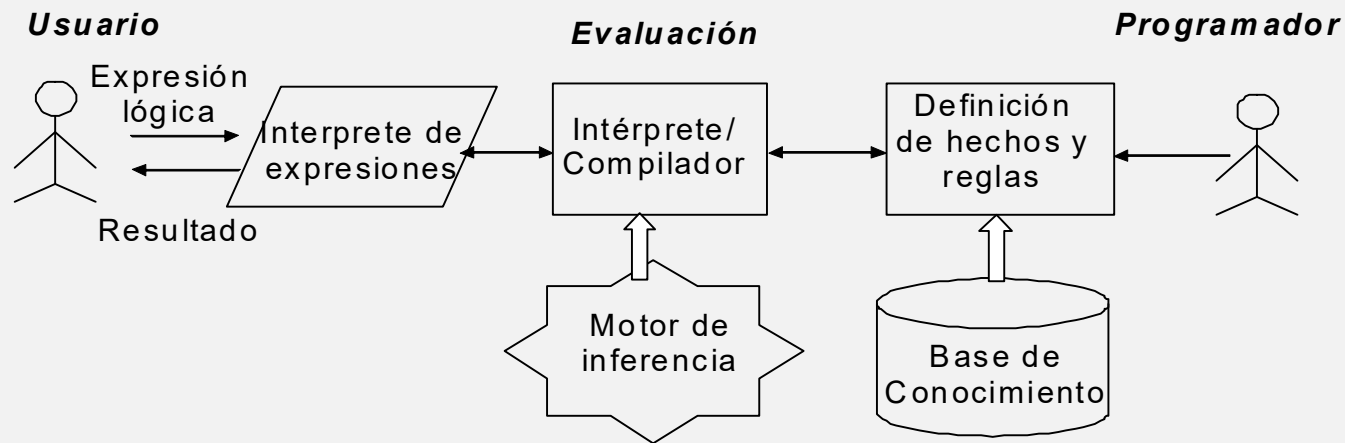 Usuario
Evaluación
Programador
Expresión
lógica
Interprete de
expresiones
Resultado
Intérprete/
Compilador
Definición
de hechos y
reglas
Motor de
inferencia
Base de
Conocimiento